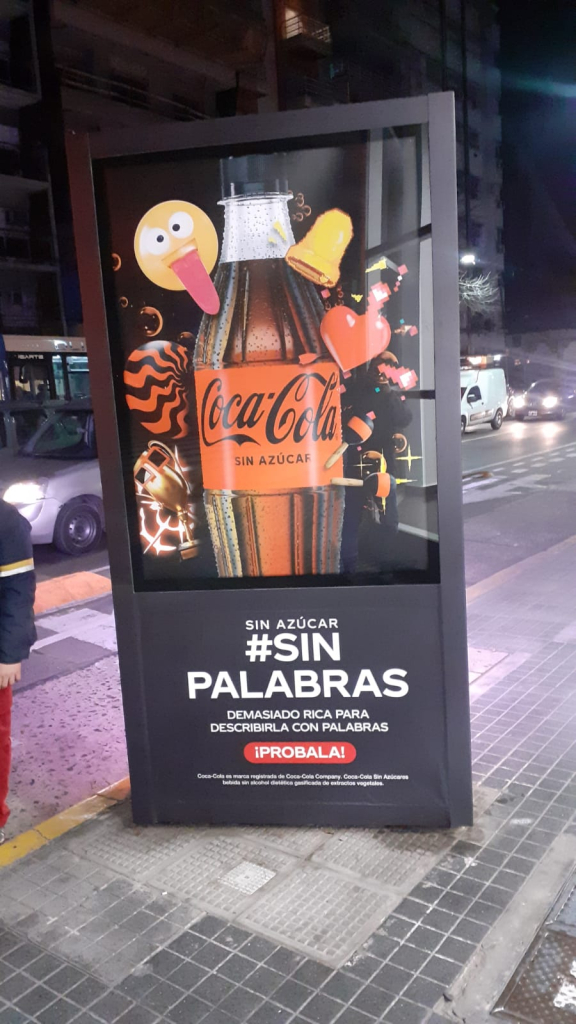 Coca-Cola
SIN AZÚCAR
SIN AZÚCAR
#SIN
PALABRAS
DEMASIADO RICA PARA
DESCRIBIRLA CON PALABRAS
¡PROBALA!
Coca-Cola es marca registrada de Coca-Cola Company. Coca-Cola Sin Azúcares
bebida sin alcohol dietética gasificada de extractos vegetales.